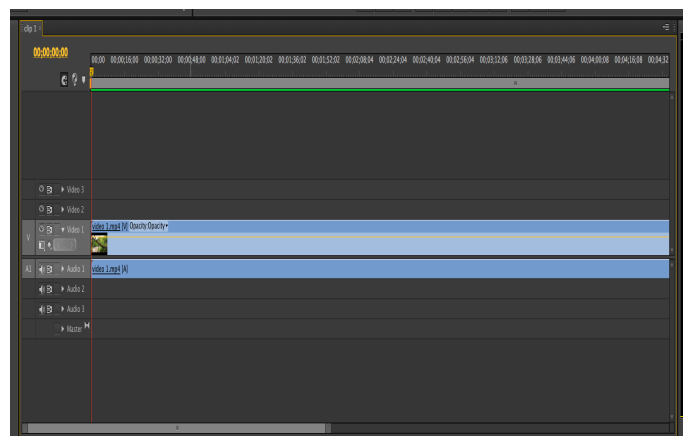 clip 1
00;00;00;00
00;00 00;00;16;00 00;00;32;00 00;00;48;00 00;01;04;02 00;01;20;02 00;01;36;02 00;01;52;02 00;02;08;04 00;02;24;04 00;02;40;04 00;02;56;04 00;03;12;06 00;03;28;06 00;03;44;06 00;04;00;08 00;04;16;08 00;04;32
Video 3
Video 2
V Video 1 video 1.mp4 [V] Opacity:Opacity
A1 Audio 1 video 1.mp4 [A]
Audio 2
Audio 3
Master